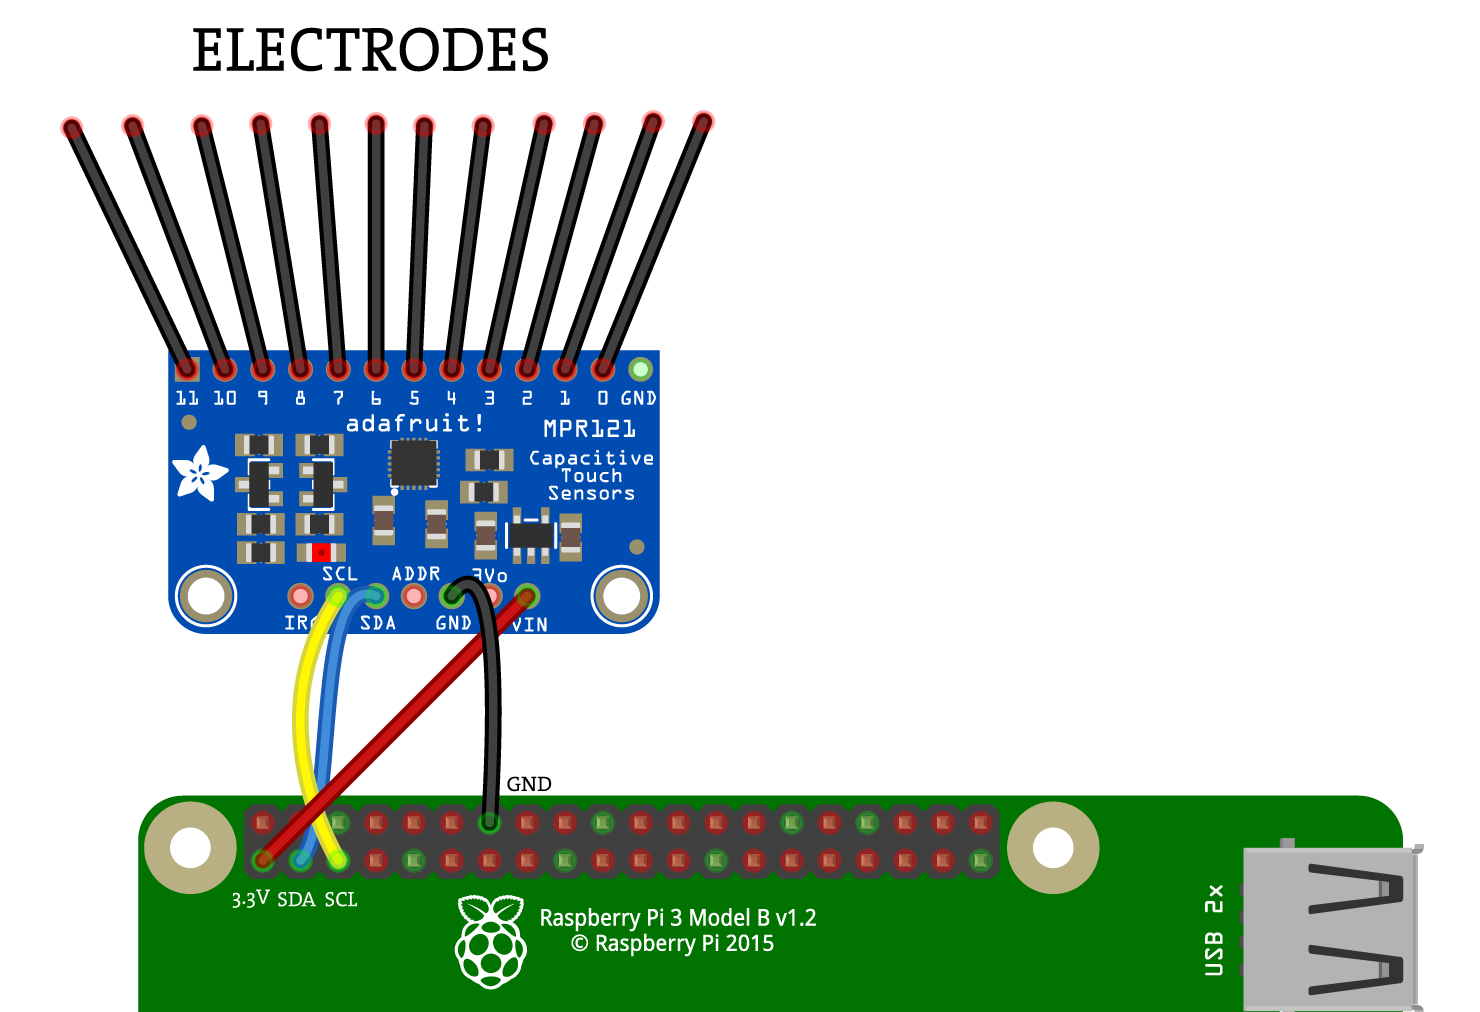 ELECTRODES
11 10 9 8 7 6 5 4 3 2 1 0 GND
adafruit!
MPR121
Capacitive
Touch
Sensors
SCL ADDR 3Vo
SDA GND VIN
GND
3.3V SDA SCL
Raspberry Pi 3 Model B v1.2
© Raspberry Pi 2015
USB 2x